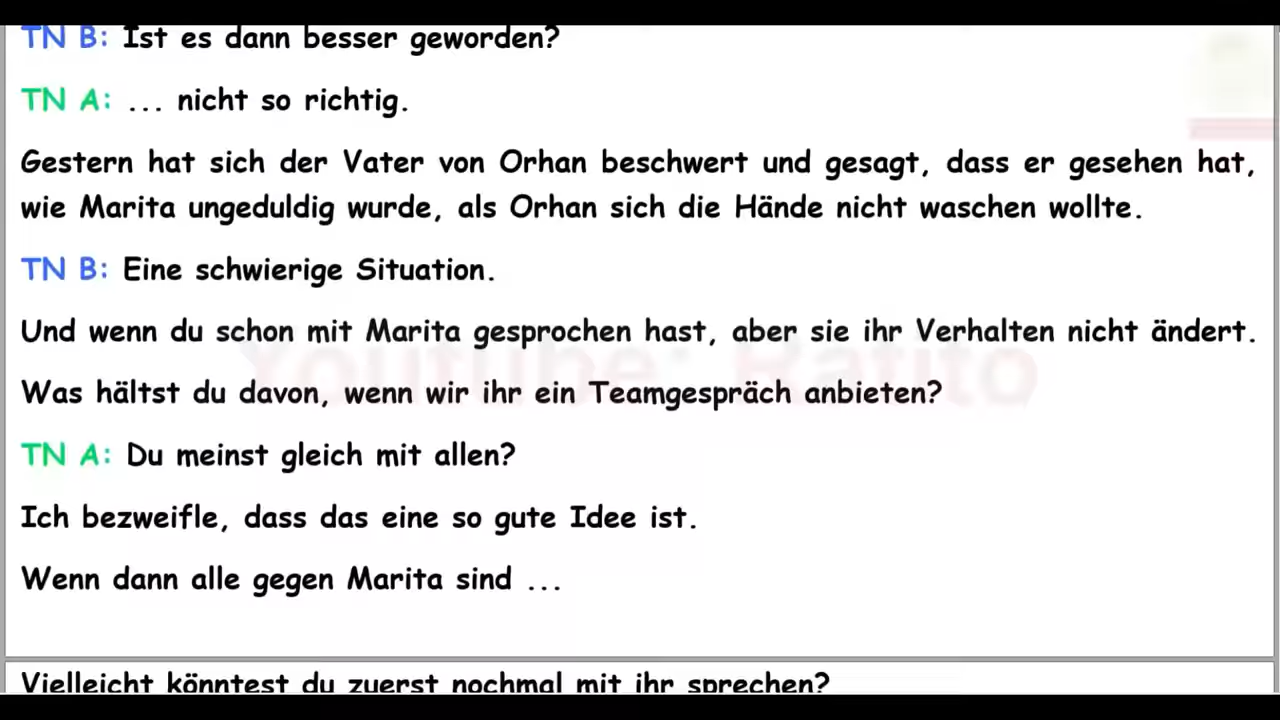 TN B: Ist es dann besser geworden?
TN A: ... nicht so richtig.
Gestern hat sich der Vater von Orhan beschwert und gesagt, dass er gesehen hat,
wie Marita ungeduldig wurde, als Orhan sich die Hände nicht waschen wollte.
TN B: Eine schwierige Situation.
Und wenn du schon mit Marita gesprochen hast, aber sie ihr Verhalten nicht ändert.
Youtube: Rafito
Was hältst du davon, wenn wir ihr ein Teamgespräch anbieten?
TN A: Du meinst gleich mit allen?
Ich bezweifle, dass das eine so gute Idee ist.
Wenn dann alle gegen Marita sind ...
Vielleicht könntest du zuerst nochmal mit ihr sprechen?